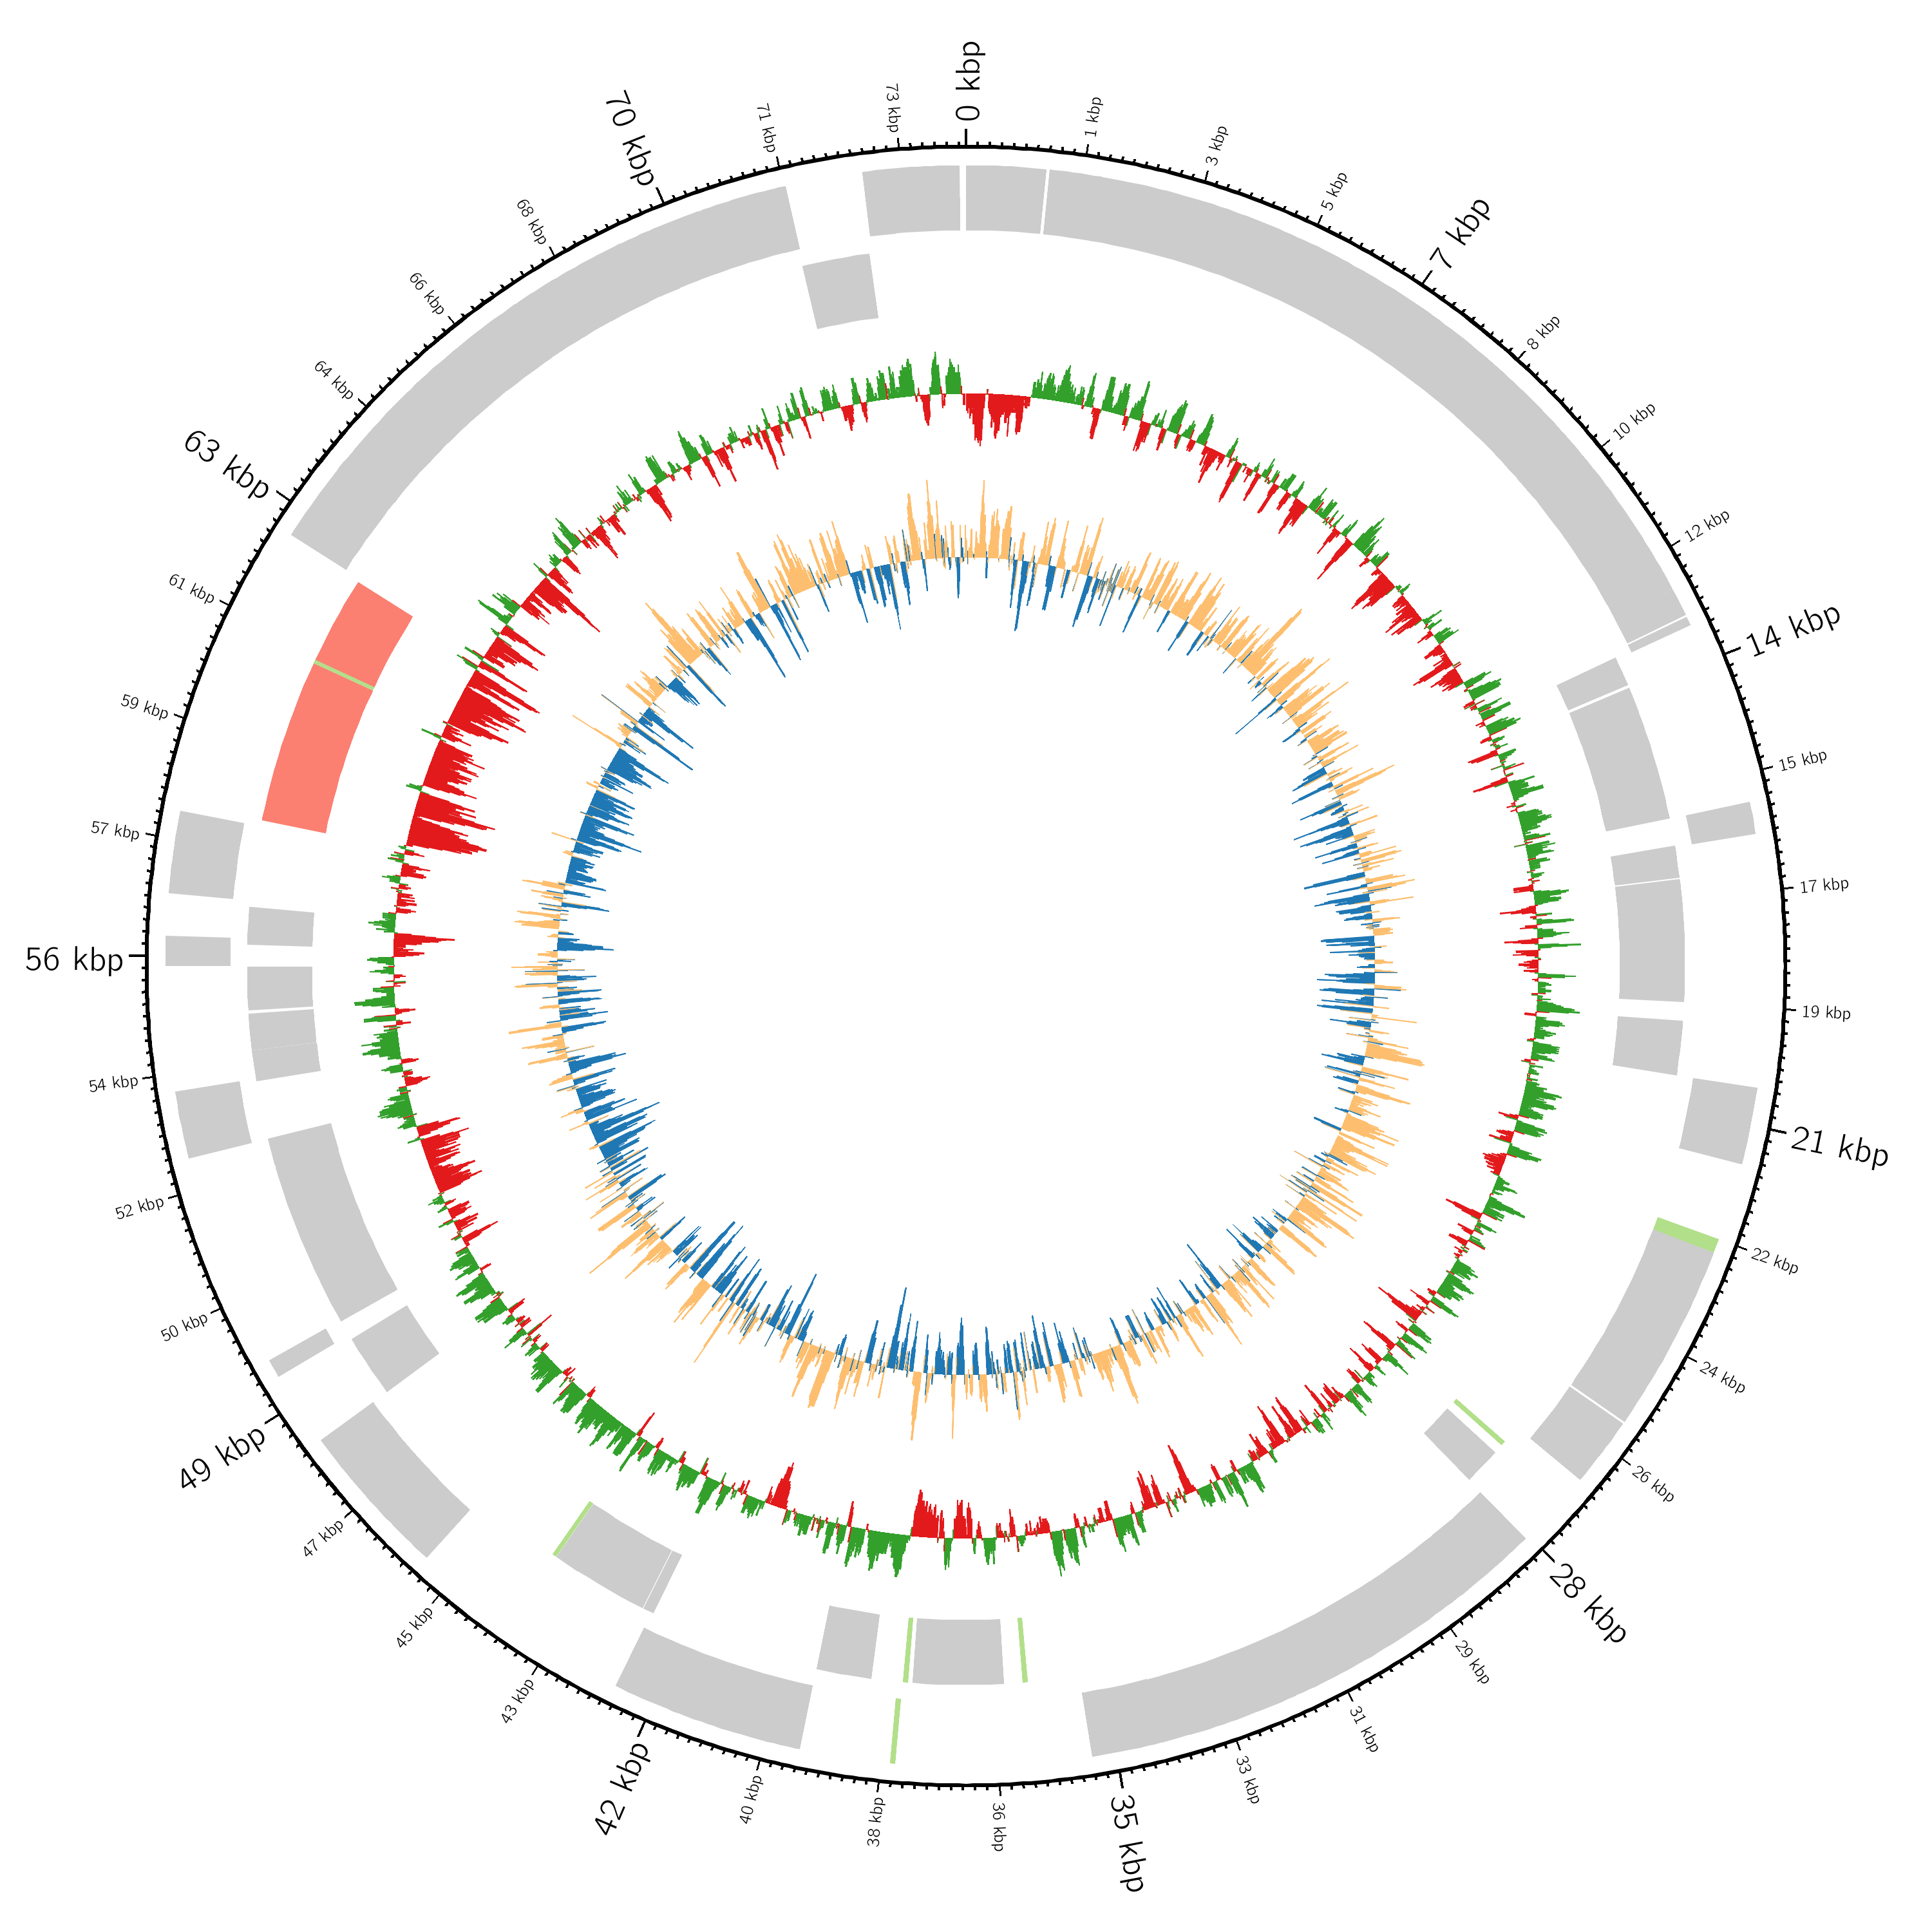 0 kbp
1 kbp
3 kbp
5 kbp
7 kbp
8 kbp
10 kbp
12 kbp
14 kbp
15 kbp
17 kbp
19 kbp
21 kbp
22 kbp
24 kbp
26 kbp
28 kbp
29 kbp
31 kbp
33 kbp
35 kbp
36 kbp
38 kbp
40 kbp
42 kbp
43 kbp
45 kbp
47 kbp
49 kbp
50 kbp
52 kbp
54 kbp
56 kbp
57 kbp
59 kbp
61 kbp
63 kbp
64 kbp
66 kbp
68 kbp
70 kbp
71 kbp
73 kbp